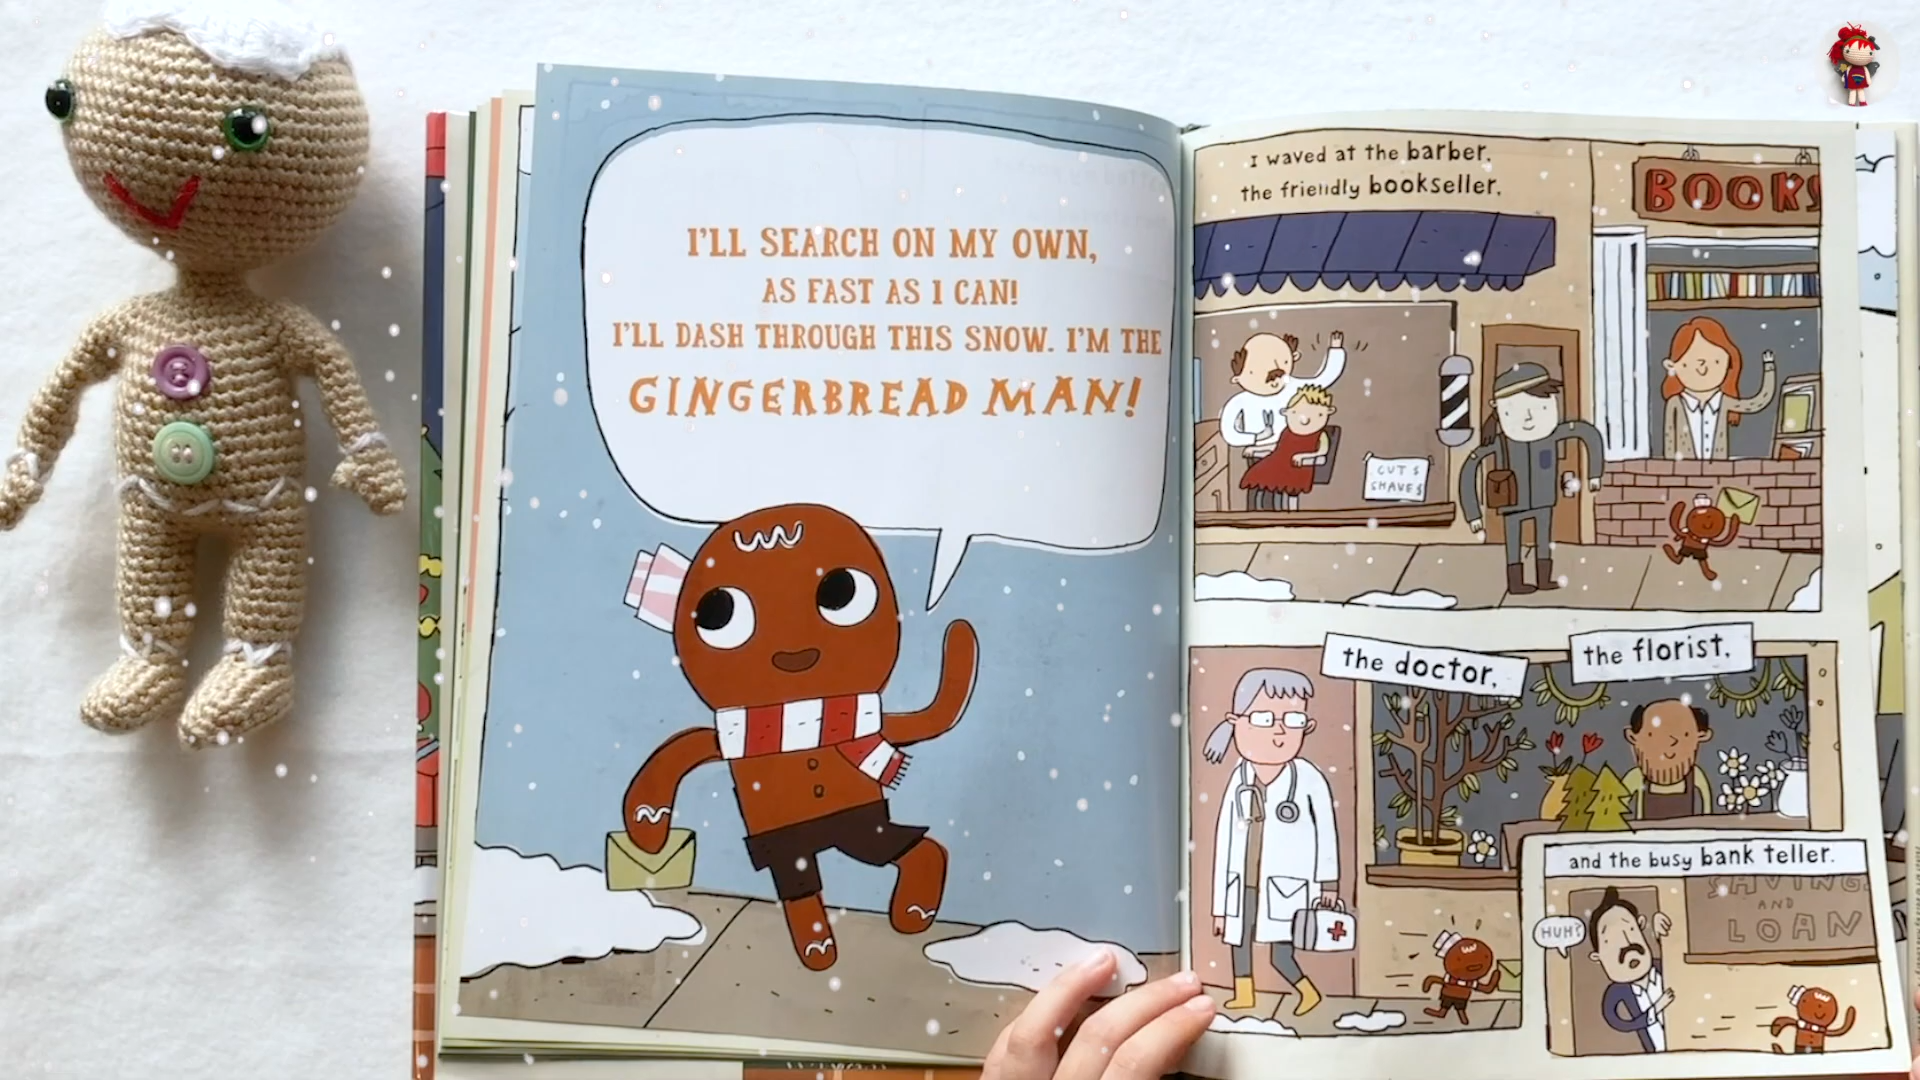 I'LL SEARCH ON MY OWN,
AS FAST AS I CAN!
I'LL DASH THROUGH THIS SNOW. I'M THE
GINGERBREAD MAN!
I waved at the barber,
the friendly bookseller,
BOOKS
CUTS
SHAVES
the doctor,
the florist,
and the busy bank teller.
HUH?
SAVING
AND
LOAN